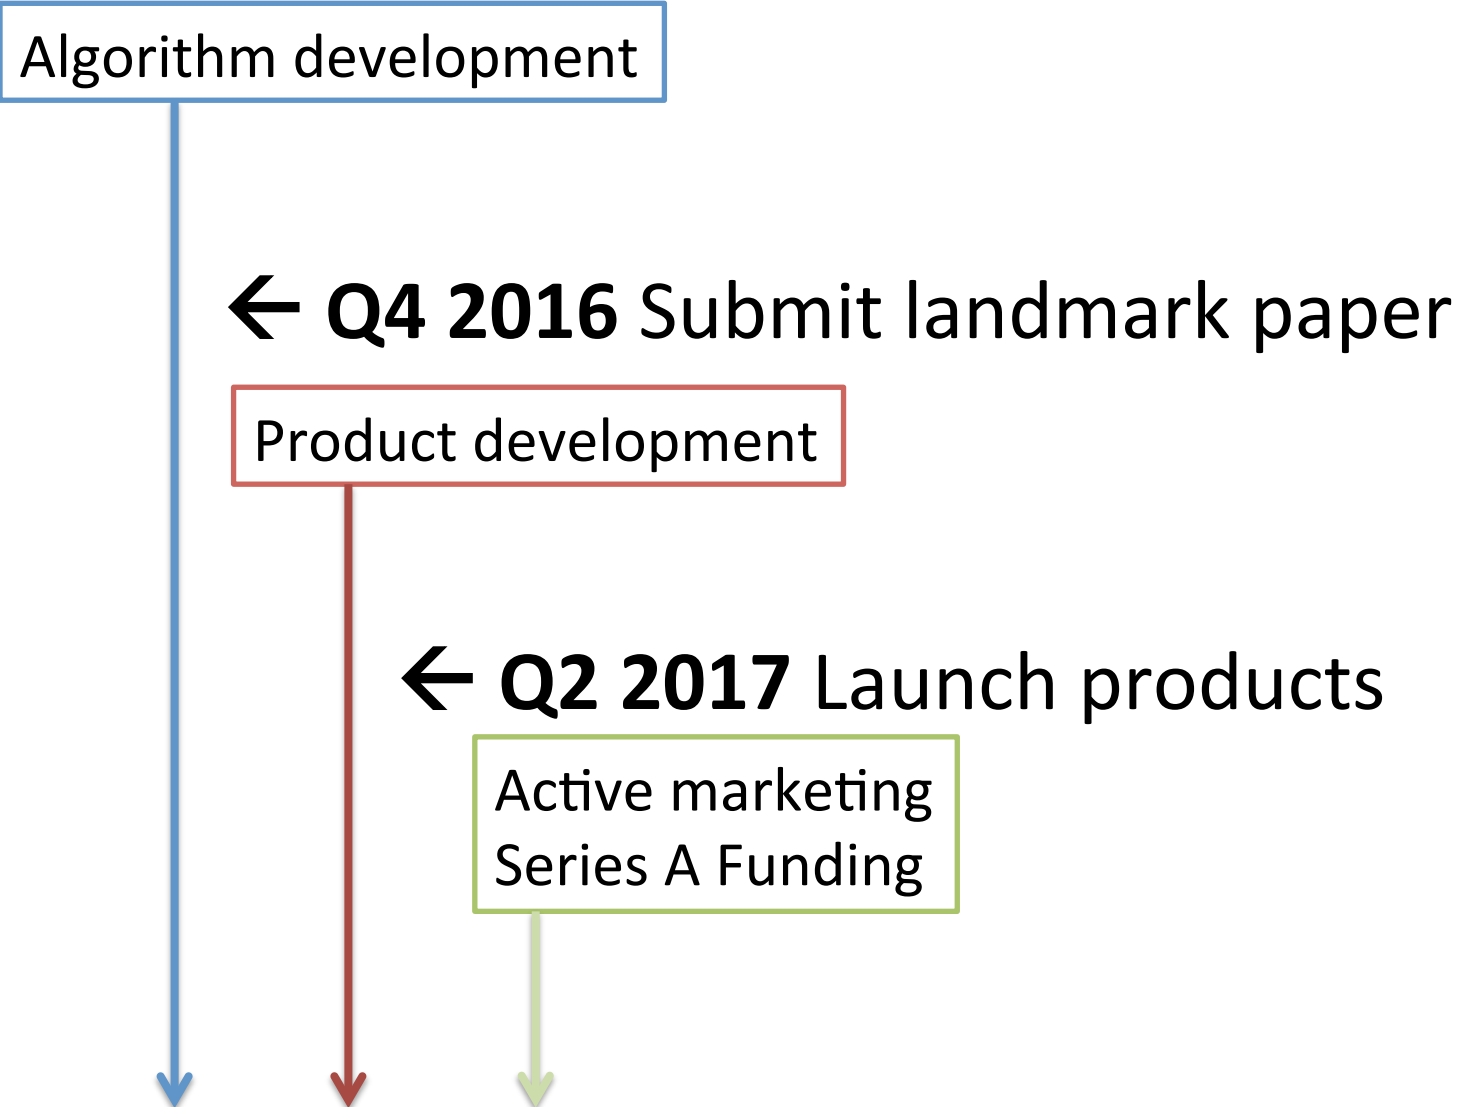 Algorithm development
← Q4 2016 Submit landmark paper
Product development
← Q2 2017 Launch products
Active marketing
Series A Funding